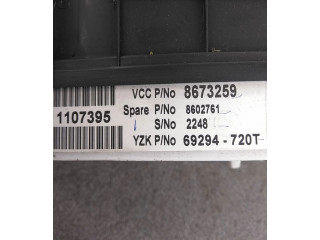 VCC P/No 8673259
1107395
Spare P/No 8602761
S/No 2248
YZK P/No 69294 - 720T